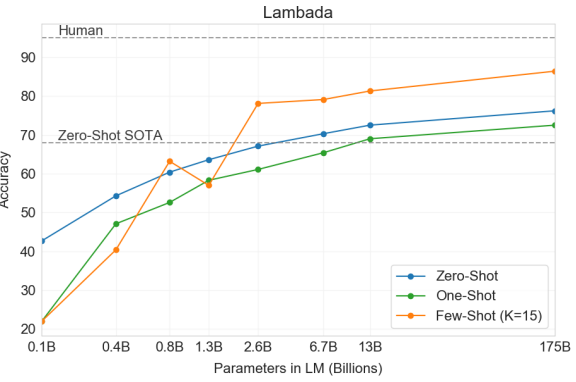 Lambada
Human
90
80
70
Zero-Shot SOTA
60
50
40
30
20
Accuracy
Zero-Shot
One-Shot
Few-Shot (K=15)
0.1B 0.4B 0.8B 1.3B 2.6B 6.7B 13B 175B
Parameters in LM (Billions)